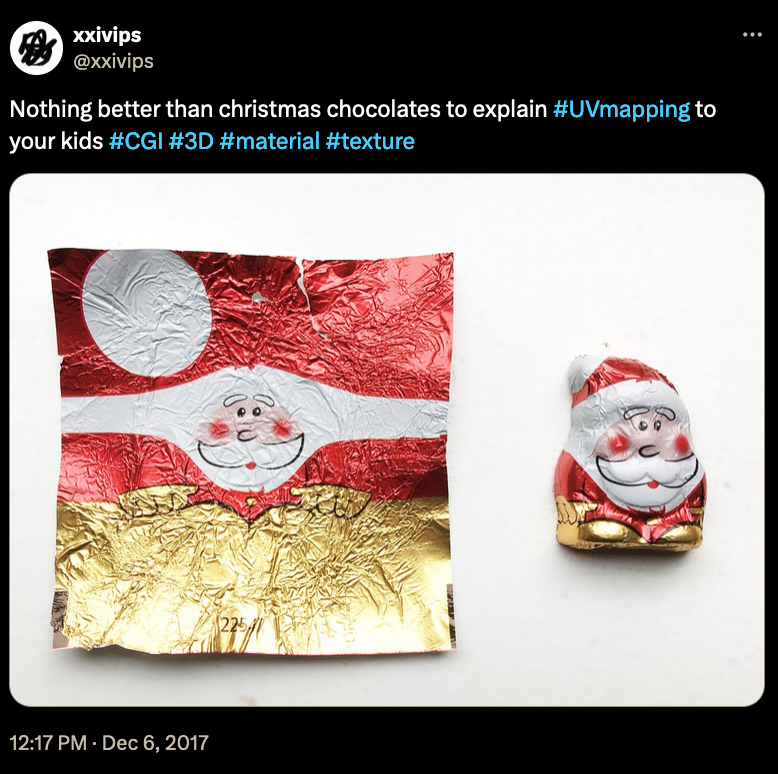 xxivips
@xxivips
Nothing better than christmas chocolates to explain #UVmapping to
your kids #CGI #3D #material #texture
12:17 PM · Dec 6, 2017